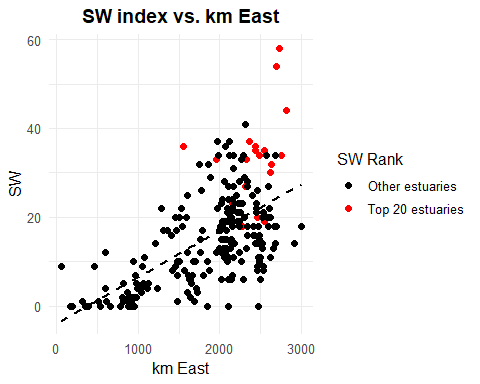 SW index vs. km East
60
40
20
0
SW
0
1000
2000
3000
km East
SW Rank
Other estuaries
Top 20 estuaries